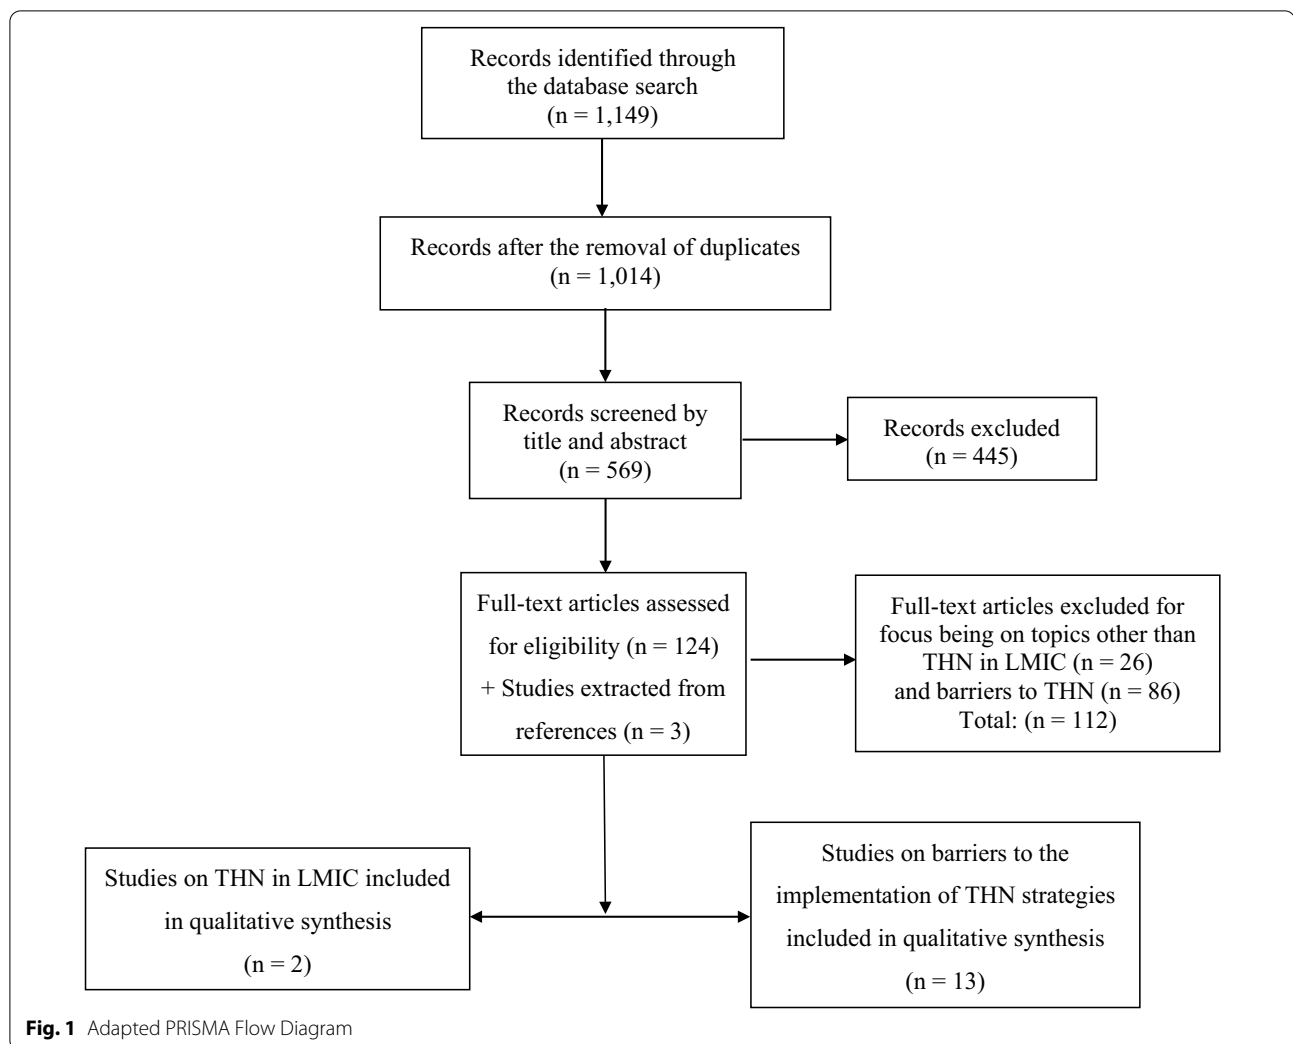 Records identified through
the database search
(n = 1,149)
Records after the removal of duplicates
(n = 1,014)
Records screened by
title and abstract
(n = 569)
Records excluded
(n = 445)
Full-text articles assessed
for eligibility (n = 124)
+ Studies extracted from
references (n = 3)
Full-text articles excluded for
focus being on topics other than
THN in LMIC (n = 26)
and barriers to THN (n = 86)
Total: (n = 112)
Studies on THN in LMIC included
in qualitative synthesis
(n = 2)
Studies on barriers to the
implementation of THN strategies
included in qualitative synthesis
(n = 13)
Fig. 1 Adapted PRISMA Flow Diagram